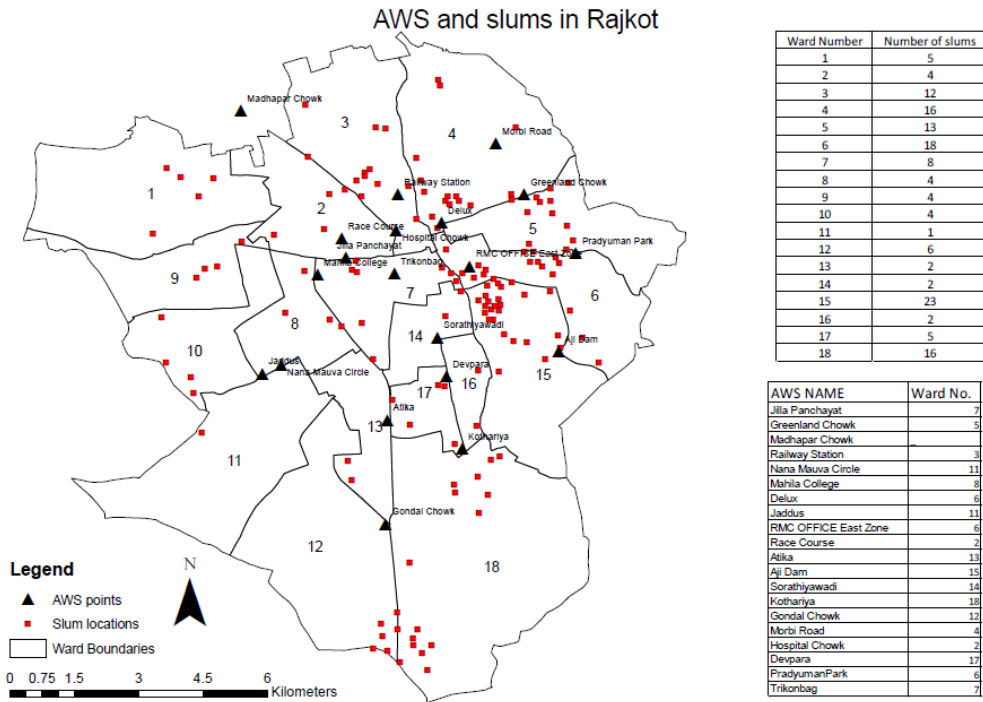 AWS and slums in Rajkot
Madhapar Chowk
3
4
Morbi Road
1
Railway Station
Greenland Chowk
2
Delux
Race Course
Hospital Chowk
5
Jilla Panchayat
Pradyuman Park
Mahila College
Trikonbag
RMC OFFICE East Zone
9
7
6
8
14
Sorathiyawadi
10
Aji Dam
Jaddus
Nana Mauva Circle
Devpara
15
17
16
Atika
13
Kothariya
11
Gondal Chowk
12
18
Legend
AWS points
Slum locations
Ward Boundaries
N
0 0.75 1.5 3 4.5 6
Kilometers
Ward Number Number of slums
1 5
2 4
3 12
4 16
5 13
6 18
7 8
8 4
9 4
10 4
11 1
12 6
13 2
14 2
15 23
16 2
17 5
18 16
AWS NAME Ward No.
Jilla Panchayat 7
Greenland Chowk 5
Madhapar Chowk _
Railway Station 3
Nana Mauva Circle 11
Mahila College 8
Delux 6
Jaddus 11
RMC OFFICE East Zone 6
Race Course 2
Atika 13
Aji Dam 15
Sorathiyawadi 14
Kothariya 18
Gondal Chowk 12
Morbi Road 4
Hospital Chowk 2
Devpara 17
PradyumanPark 6
Trikonbag 7